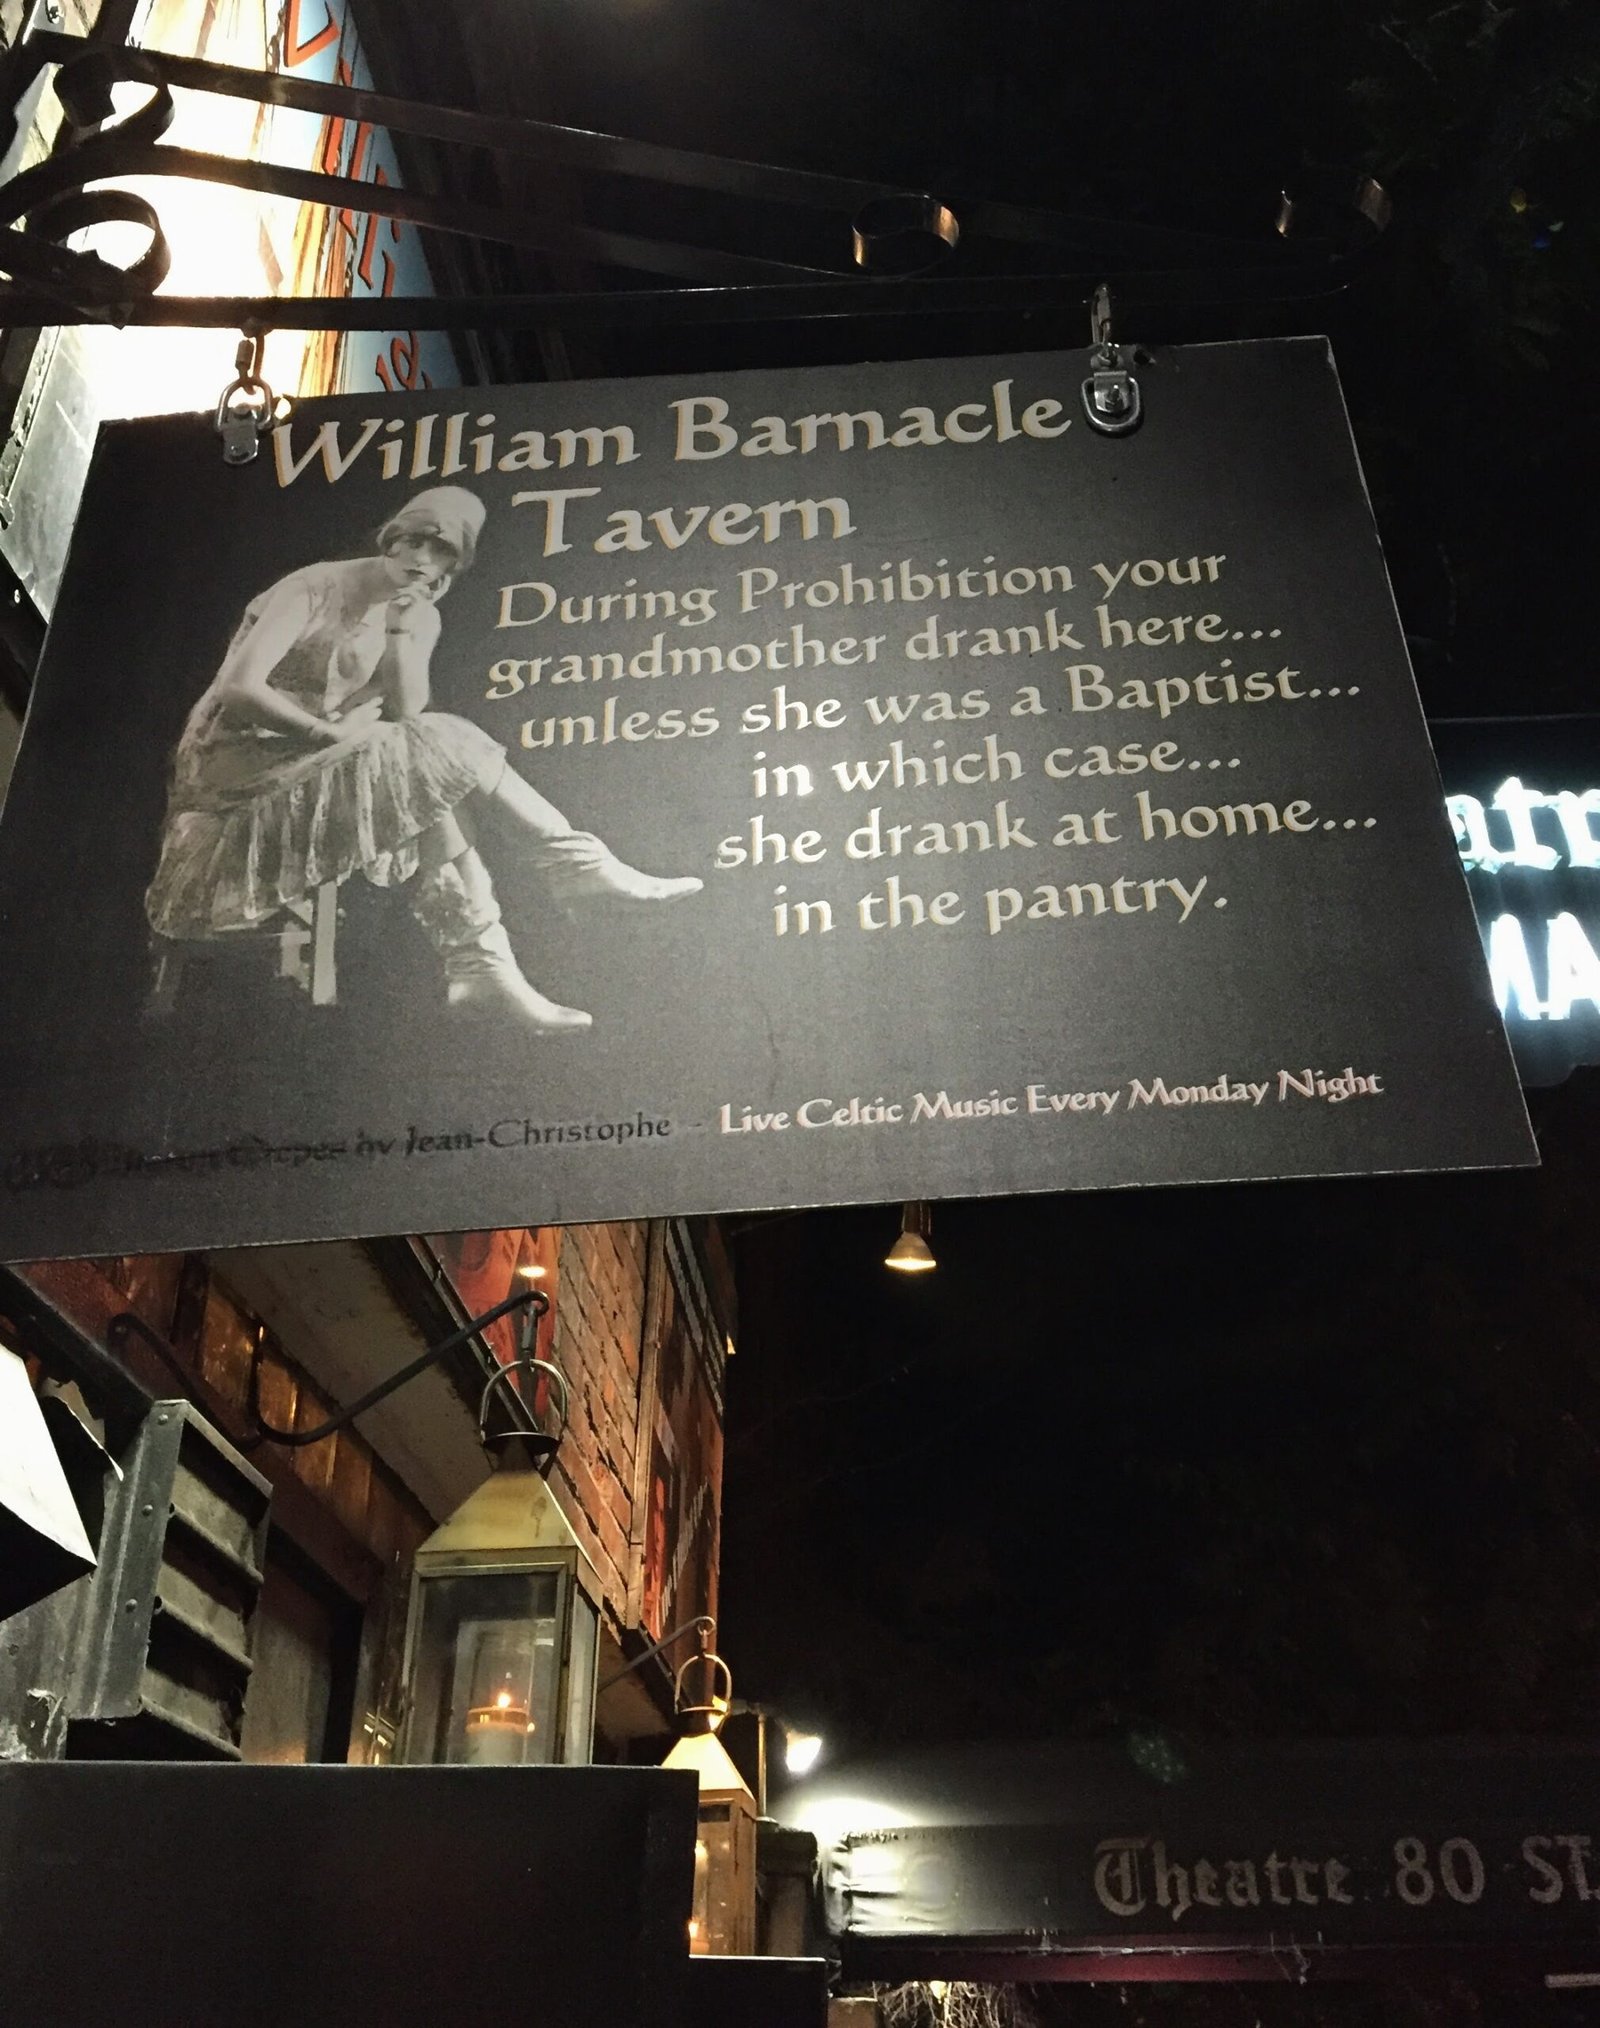 William Barnacle
Tavern
During Prohibition your
grandmother drank here...
unless she was a Baptist...
in which case...
she drank at home...
in the pantry.
by Jean-Christophe - Live Celtic Music Every Monday Night
Theatre 80 ST.